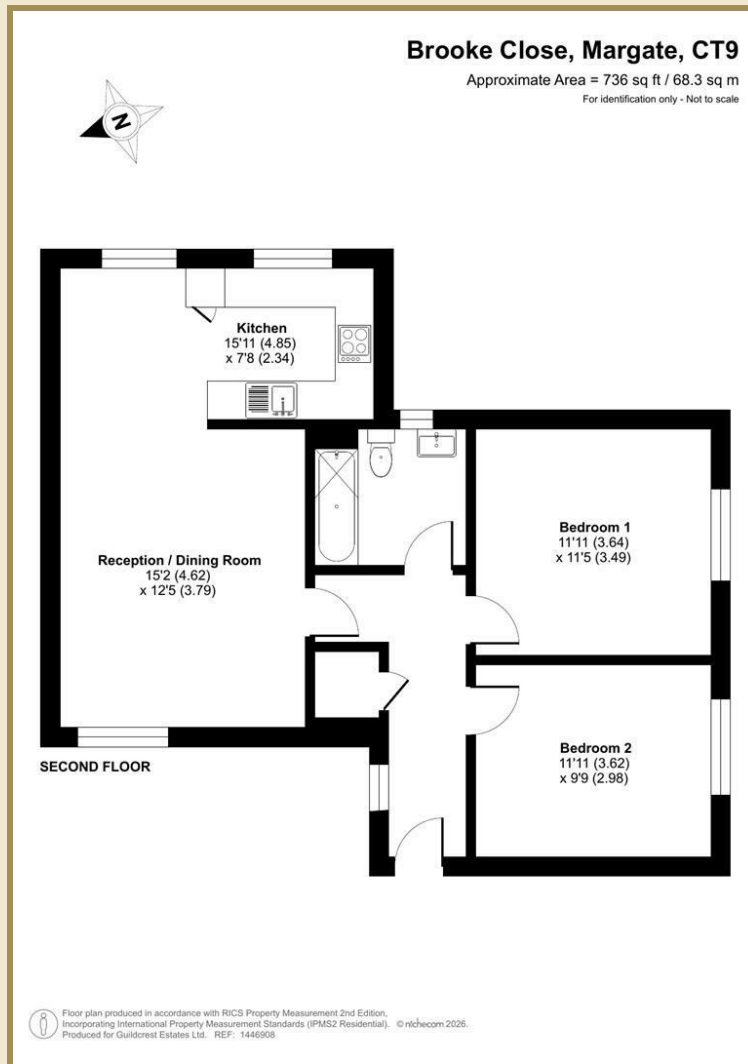 Brooke Close, Margate, CT9
Approximate Area = 736 sq ft / 68.3 sq m
For identification only - Not to scale
N
Kitchen
15'11 (4.85)
x 7'8 (2.34)
Reception / Dining Room
15'2 (4.62)
x 12'5 (3.79)
Bedroom 1
11'11 (3.64)
x 11'5 (3.49)
Bedroom 2
11'11 (3.62)
x 9'9 (2.98)
SECOND FLOOR
Floor plan produced in accordance with RICS Property Measurement 2nd Edition,
Incorporating International Property Measurement Standards (IPMS2 Residential). © nichecom 2026.
Produced for Guildcrest Estates Ltd. REF: 1446908